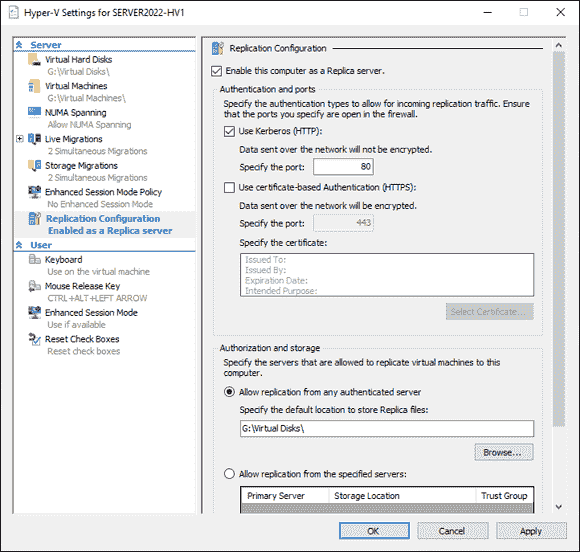 Hyper-V Settings for SERVER2022-HV1
Server
Virtual Hard Disks
G:\Virtual Disks\
Virtual Machines
G:\Virtual Machines\
NUMA Spanning
Allow NUMA Spanning
Live Migrations
2 Simultaneous Migrations
Storage Migrations
2 Simultaneous Migrations
Enhanced Session Mode Policy
No Enhanced Session Mode
Replication Configuration
Enabled as a Replica server
User
Keyboard
Use on the virtual machine
Mouse Release Key
CTRL+ALT+LEFT ARROW
Enhanced Session Mode
Use if available
Reset Check Boxes
Reset check boxes
Replication Configuration
Enable this computer as a Replica server.
Authentication and ports
Specify the authentication types to allow for incoming replication traffic. Ensure
that the ports you specify are open in the firewall.
Use Kerberos (HTTP):
Data sent over the network will not be encrypted.
Specify the port: 80
Use certificate-based Authentication (HTTPS):
Data sent over the network will be encrypted.
Specify the port: 443
Specify the certificate:
Issued To:
Issued By:
Expiration Date:
Intended Purpose:
Select Certificate...
Authorization and storage
Specify the servers that are allowed to replicate virtual machines to this
computer.
Allow replication from any authenticated server
Specify the default location to store Replica files:
G:\Virtual Disks\
Browse...
Allow replication from the specified servers:
Primary Server Storage Location Trust Group
OK Cancel Apply